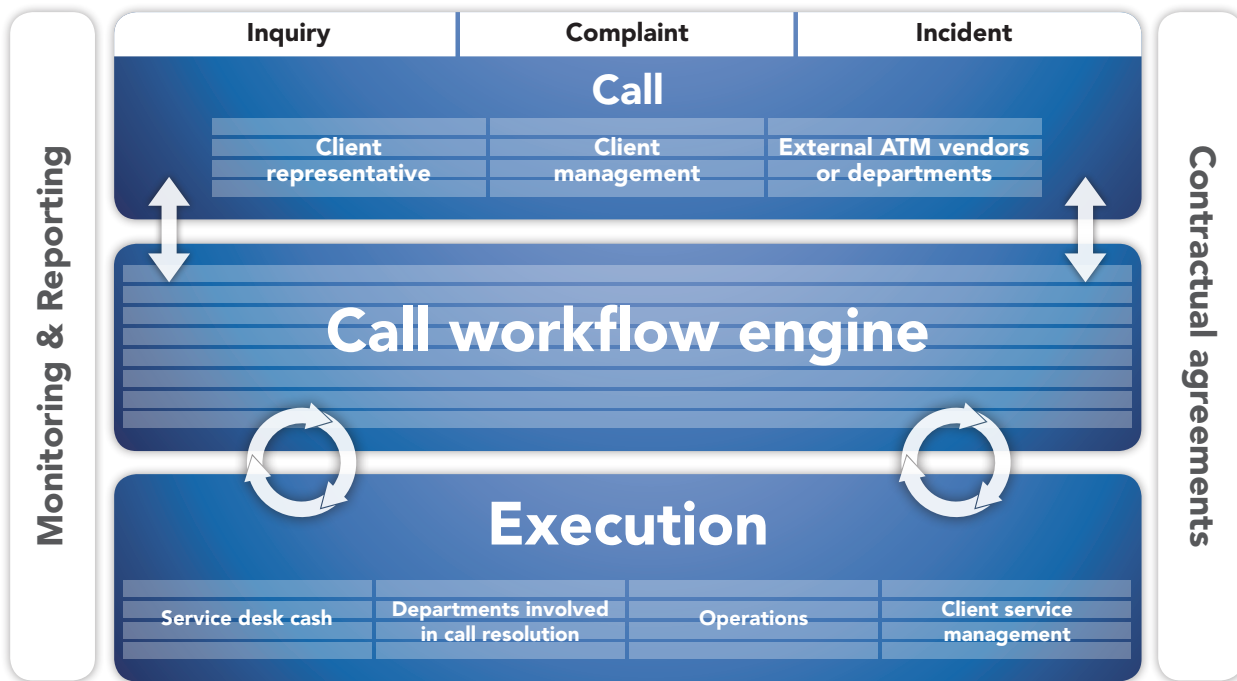 Monitoring & Reporting
Inquiry
Complaint
Incident
Call
Client
representative
Client
management
External ATM vendors
or departments
Call workflow engine
Execution
Service desk cash
Departments involved
in call resolution
Operations
Client service
management
Contractual agreements